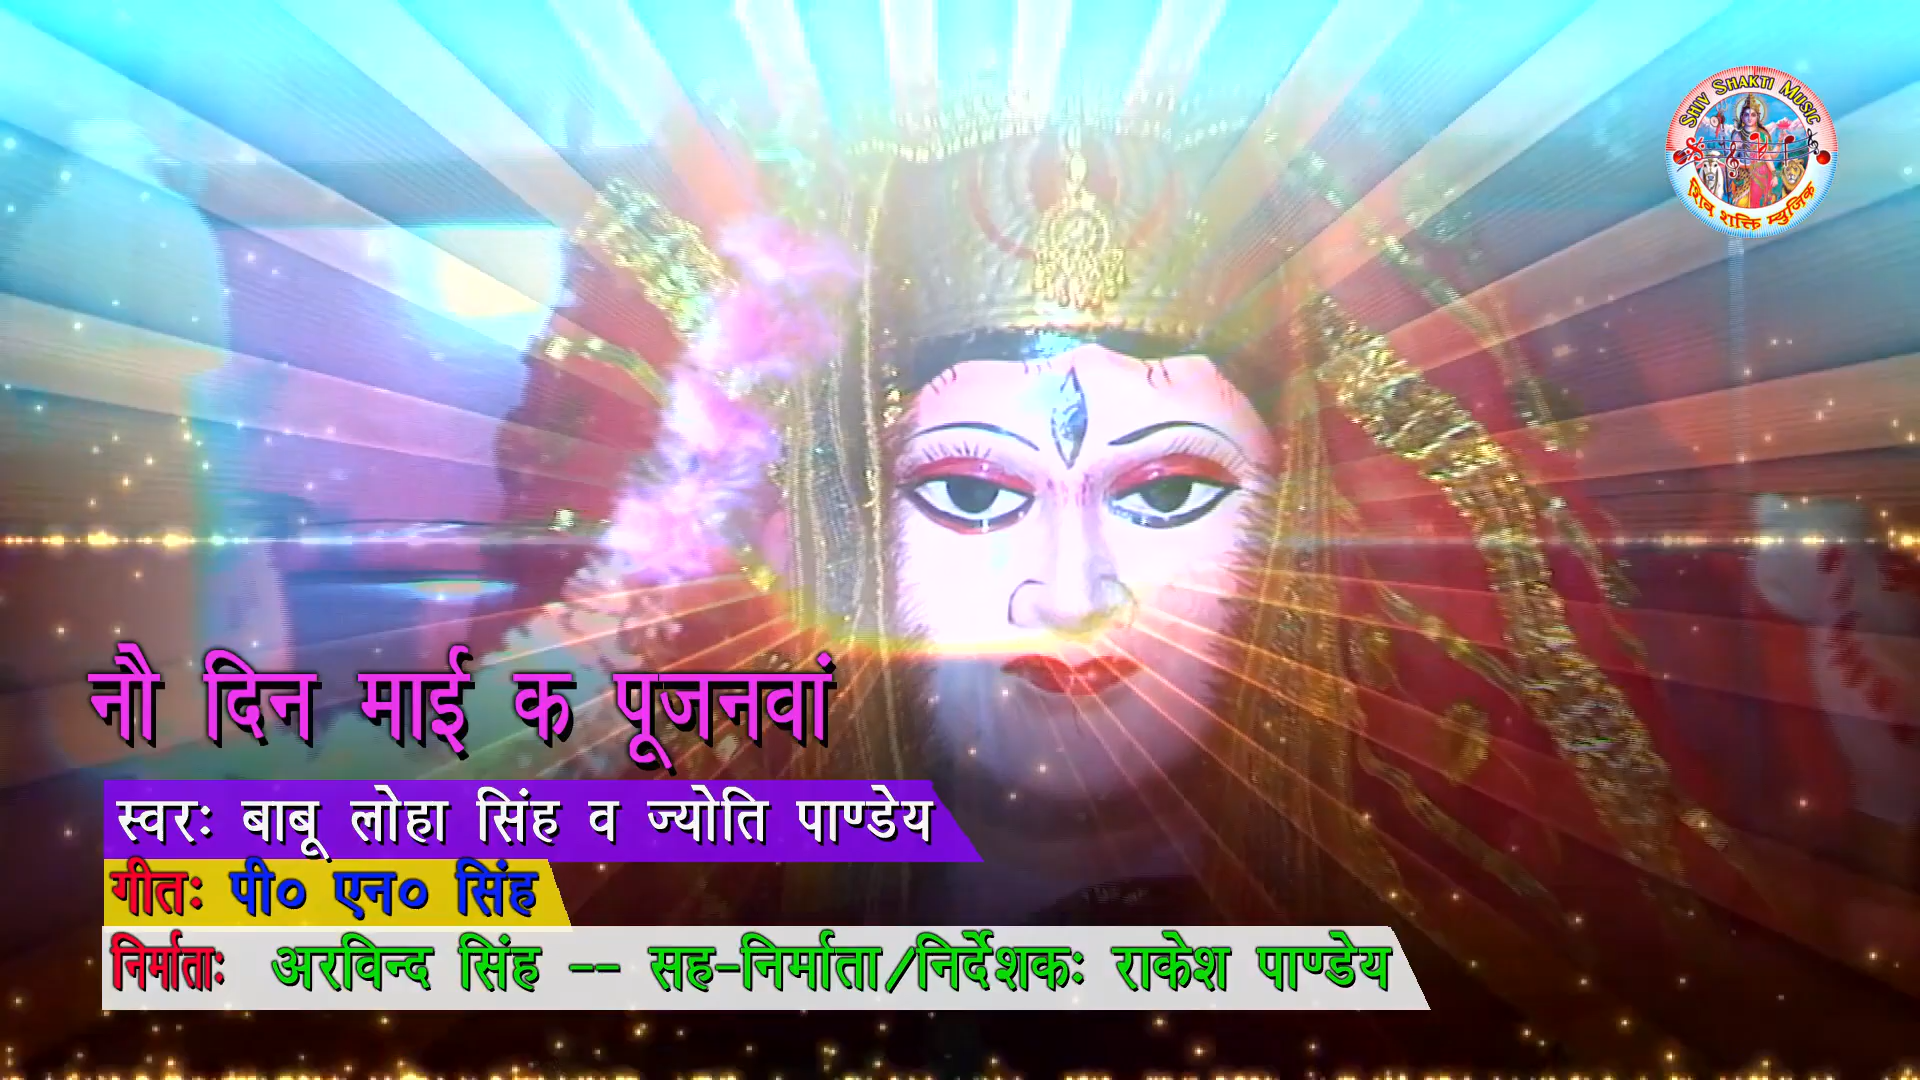 SHIV SHAKTI MUSIC
शिव शक्ति म्युजिक
नौ दिन माई क पूजनवां
स्वरः बाबू लोहा सिंह व ज्योति पाण्डेय
गीतः पी० एन० सिंह
निर्माताः अरविन्द सिंह -- सह-निर्माता/निर्देशकः राकेश पाण्डेय